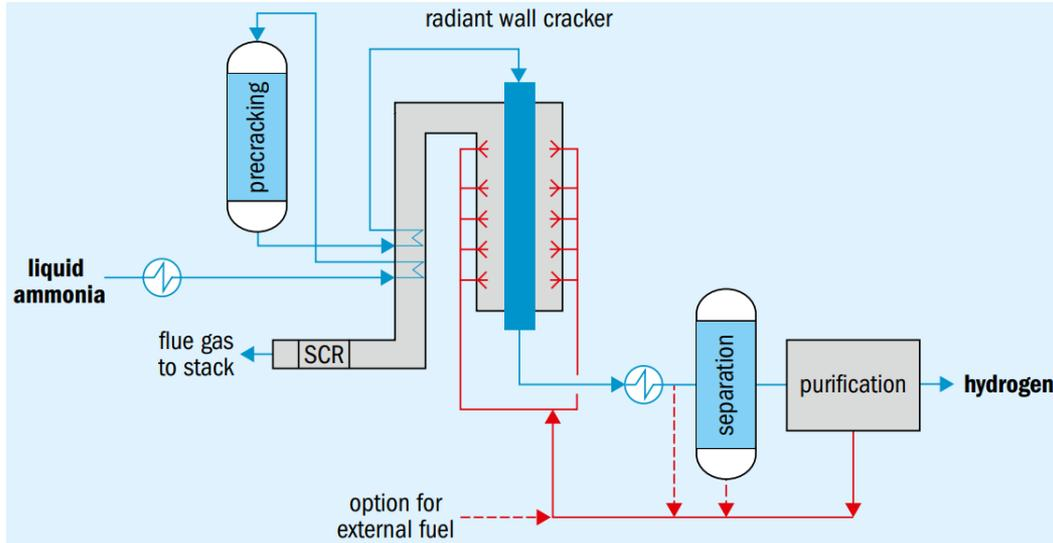 radiant wall cracker
precracking
liquid
ammonia
flue gas
to stack
SCR
separation
purification
hydrogen
option for
external fuel